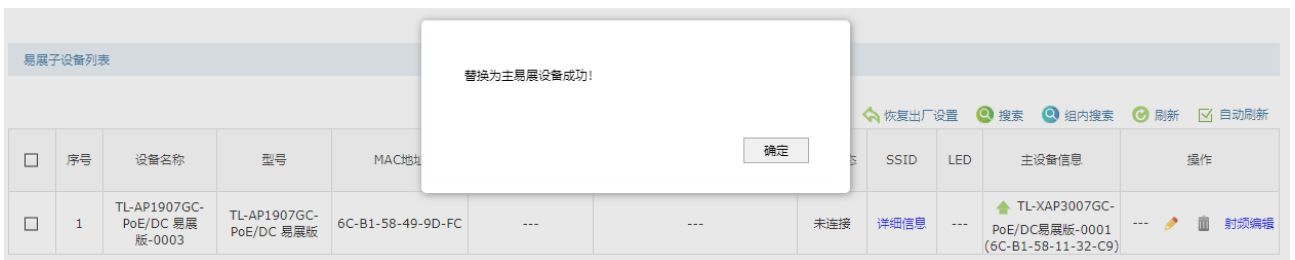 易展子设备列表
替换为主易展设备成功!
确定
恢复出厂设置 搜索 组内搜索 刷新 自动刷新
序号 设备名称 型号 MAC地址 SSID LED 主设备信息 操作
1 TL-AP1907GC-PoE/DC 易展版-0003 TL-AP1907GC-PoE/DC 易展版 6C-B1-58-49-9D-FC --- --- 未连接 详细信息 --- TL-XAP3007GC-PoE/DC易展版-0001 (6C-B1-58-11-32-C9) --- 射频编辑